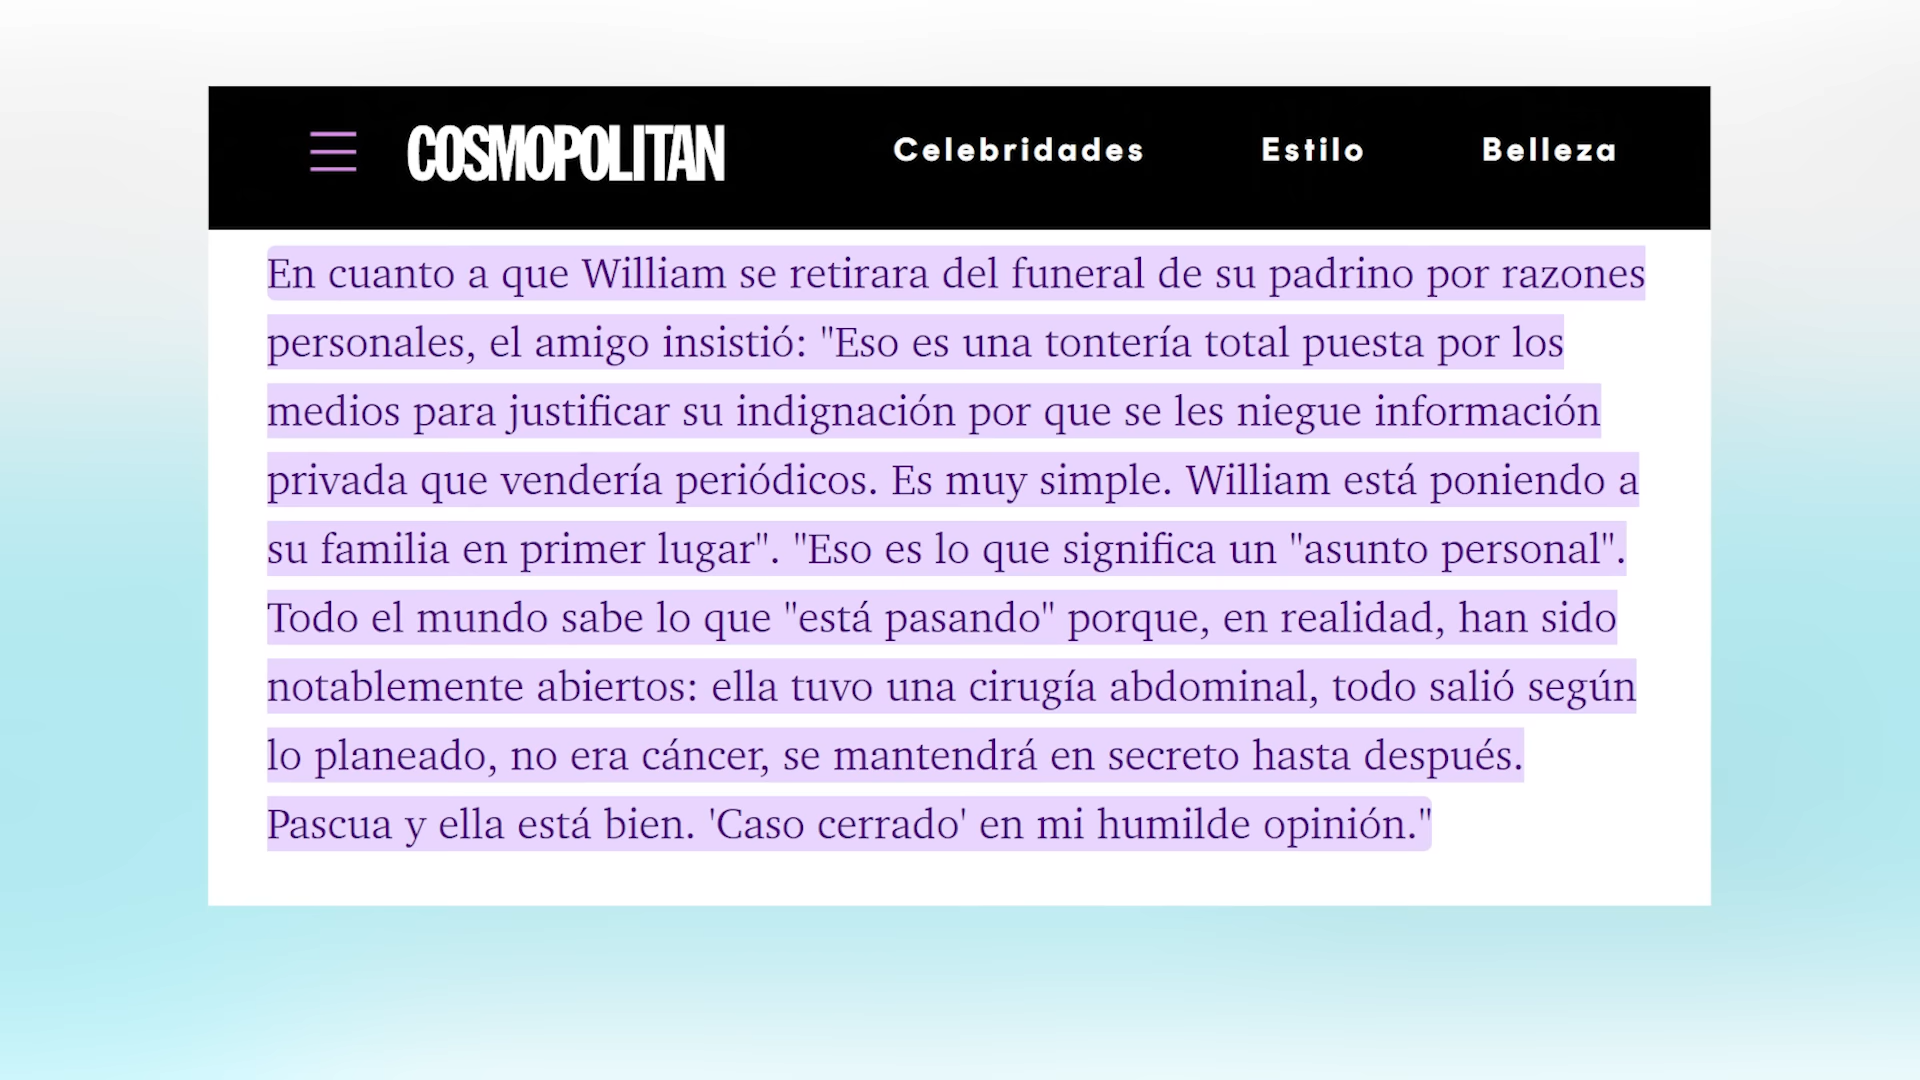 COSMOPOLITAN Celebridades Estilo Belleza
En cuanto a que William se retirara del funeral de su padrino por razones
personales, el amigo insistió: "Eso es una tontería total puesta por los
medios para justificar su indignación por que se les niegue información
privada que vendería periódicos. Es muy simple. William está poniendo a
su familia en primer lugar". "Eso es lo que significa un "asunto personal".
Todo el mundo sabe lo que "está pasando" porque, en realidad, han sido
notablemente abiertos: ella tuvo una cirugía abdominal, todo salió según
lo planeado, no era cáncer, se mantendrá en secreto hasta después.
Pascua y ella está bien. 'Caso cerrado' en mi humilde opinión."